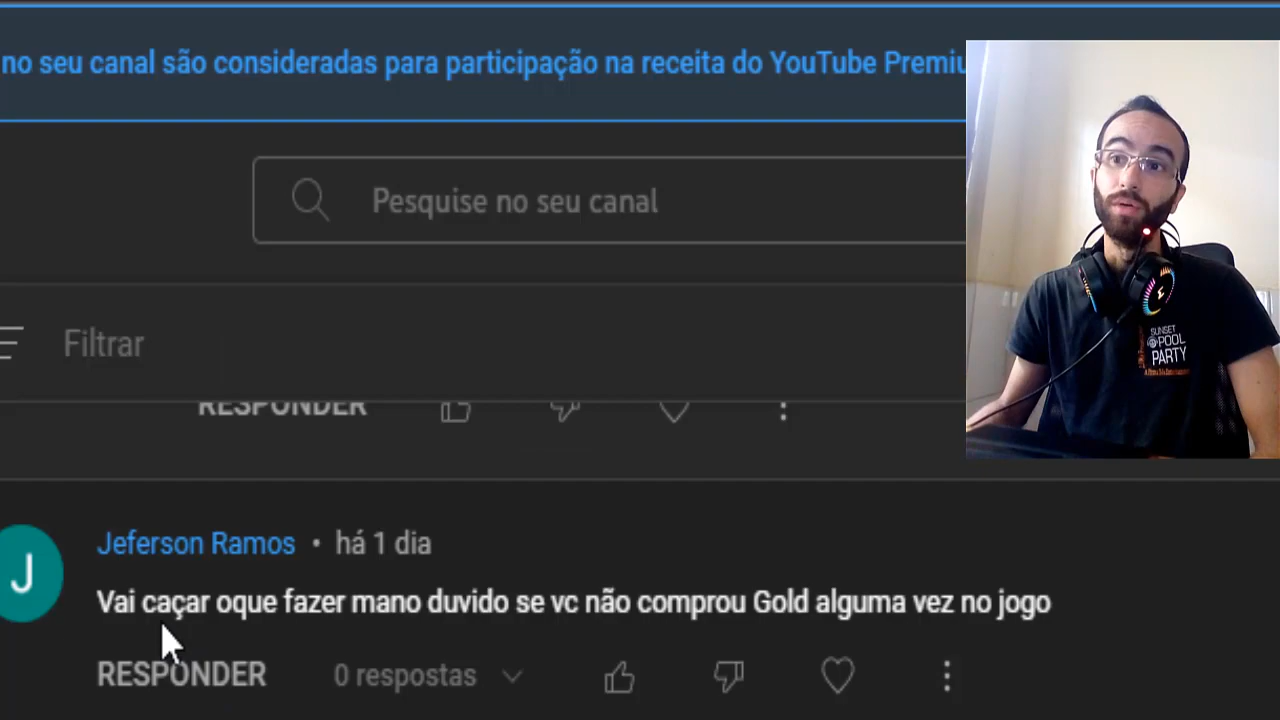 no seu canal são consideradas para participação na receita do YouTube Premiu
Pesquise no seu canal
Filtrar
RESPONDER
SUNSET
POOL
PARTY
J
Jeferson Ramos • há 1 dia
Vai caçar oque fazer mano duvido se vc não comprou Gold alguma vez no jogo
RESPONDER 0 respostas